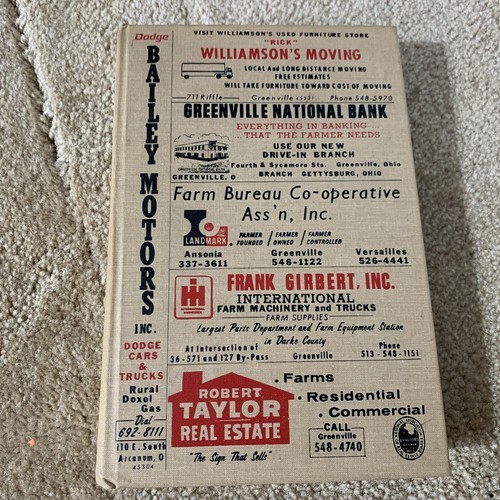 Dodge
BAILEY MOTORS
INC.
DODGE
CARS
&
TRUCKS
Rural
Doxol
Gas
Dial
692-8111
110 E. South
Arcanum, O
45304
VISIT WILLIAMSON'S USED FURNITURE STORE
"RICK"
WILLIAMSON'S MOVING
LOCAL and LONG DISTANCE MOVING
FREE ESTIMATES
WILL TAKE FURNITURE TOWARD COST OF MOVING
711 Riffle Greenville 45331 Phone 548-5970
GREENVILLE NATIONAL BANK
EVERYTHING IN BANKING
THAT THE FARMER NEEDS
USE OUR NEW
DRIVE-IN BRANCH
Fourth & Sycamore Sts. Greenville, Ohio
GREENVILLE, O BRANCH GETTYSBURG, OHIO
Farm Bureau Co-operative
Ass'n, Inc.
LANDMARK
FARMER FOUNDED / FARMER OWNED / FARMER CONTROLLED
Ansonia Greenville Versailles
337-3611 548-1122 526-4441
IH
FRANK GIRBERT, INC.
INTERNATIONAL
FARM MACHINERY and TRUCKS
FARM SUPPLIES
Largest Parts Department and Farm Equipment Station
in Darke County
At Intersection of Phone
36-571 and 127 By-Pass Greenville 513-548-1151
ROBERT
TAYLOR
REAL ESTATE
"The Sign That Sells"
• Farms
• Residential
• Commercial
CALL
Greenville
548-4740